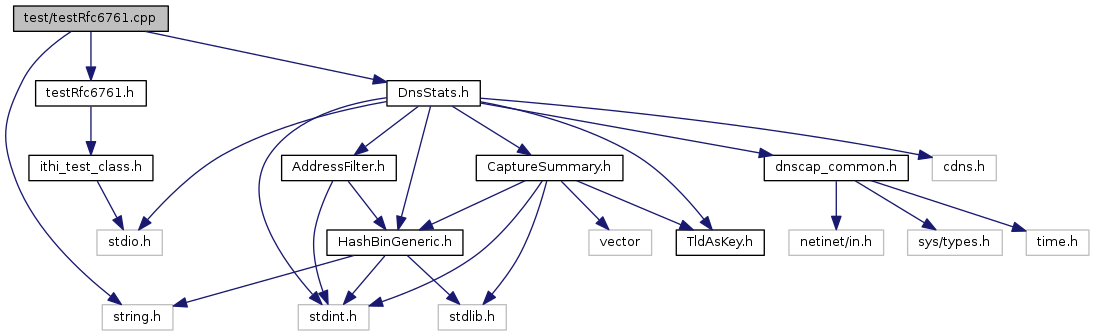 test/testRfc6761.cpp
testRfc6761.h
DnsStats.h
ithi_test_class.h
AddressFilter.h
CaptureSummary.h
dnscap_common.h
cdns.h
stdio.h
HashBinGeneric.h
vector
TldAsKey.h
netinet/in.h
sys/types.h
time.h
string.h
stdint.h
stdlib.h